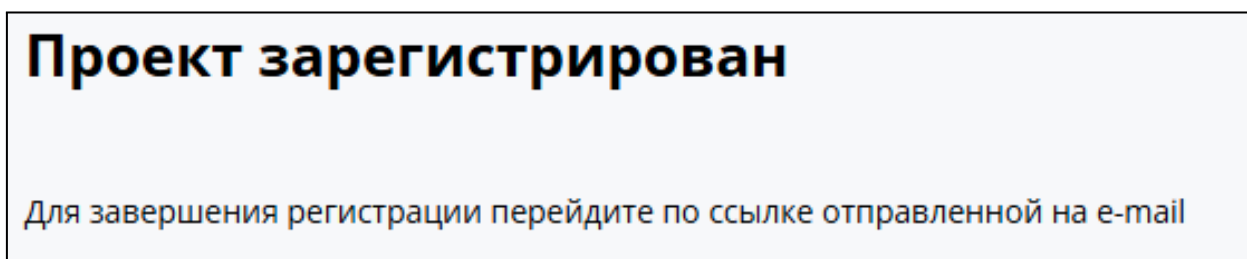 Проект зарегистрирован
Для завершения регистрации перейдите по ссылке отправленной на e-mail